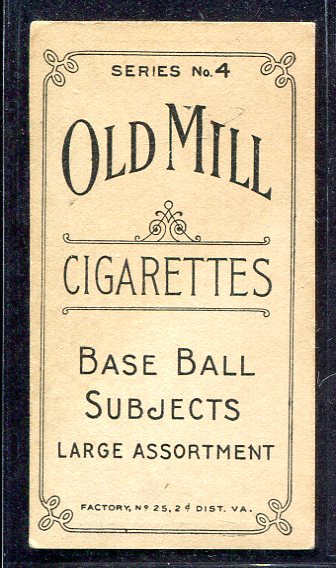 SERIES No. 4
OLD MILL
CIGARETTES
BASE BALL
SUBJECTS
LARGE ASSORTMENT
FACTORY, No 25, 2d DIST. VA.